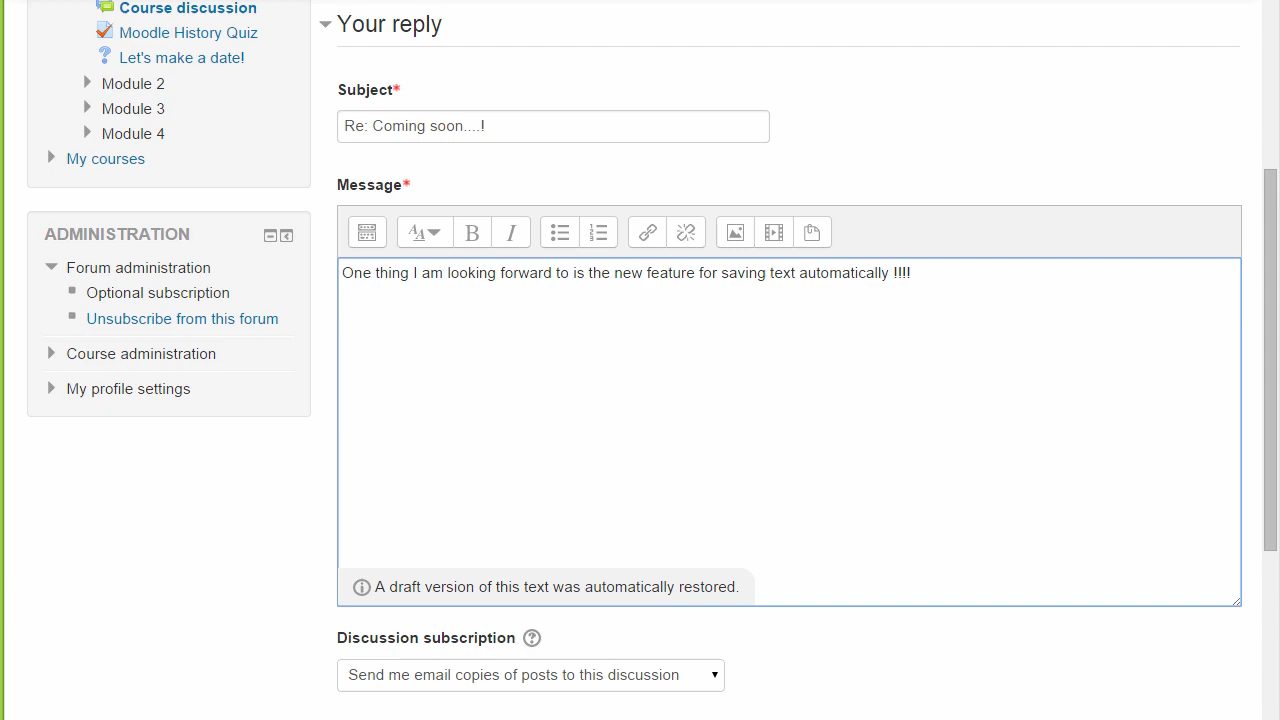 Course discussion
Moodle History Quiz
Let's make a date!
Module 2
Module 3
Module 4
My courses
ADMINISTRATION
Forum administration
Optional subscription
Unsubscribe from this forum
Course administration
My profile settings
Your reply
Subject*
Re: Coming soon....!
Message*
One thing I am looking forward to is the new feature for saving text automatically !!!!
A draft version of this text was automatically restored.
Discussion subscription
Send me email copies of posts to this discussion